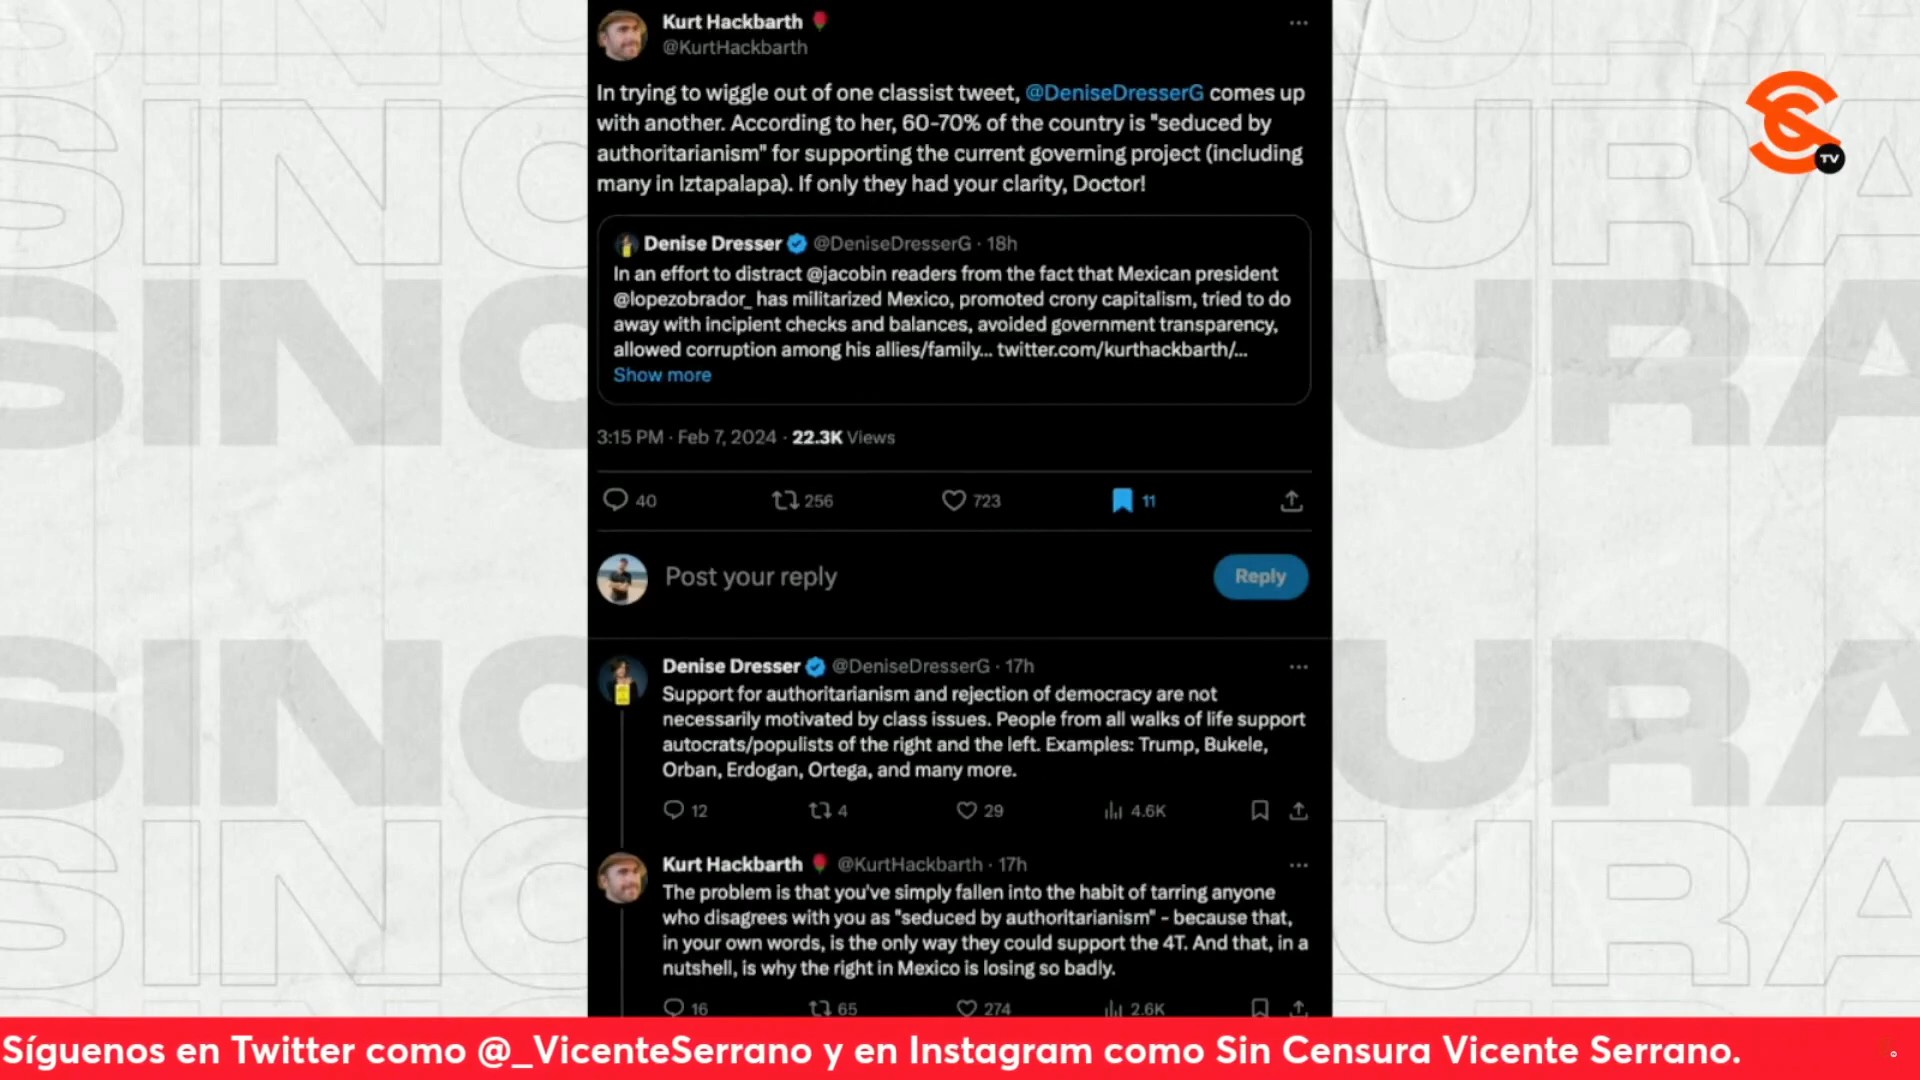 Kurt Hackbarth
@KurtHackbarth
In trying to wiggle out of one classist tweet, @DeniseDresserG comes up
with another. According to her, 60-70% of the country is "seduced by
authoritarianism" for supporting the current governing project (including
many in Iztapalapa). If only they had your clarity, Doctor!
Denise Dresser @DeniseDresserG · 18h
In an effort to distract @jacobin readers from the fact that Mexican president
@lopezobrador_ has militarized Mexico, promoted crony capitalism, tried to do
away with incipient checks and balances, avoided government transparency,
allowed corruption among his allies/family... twitter.com/kurthackbarth/...
Show more
3:15 PM · Feb 7, 2024 · 22.3K Views
40 256 723 11
Post your reply Reply
Denise Dresser @DeniseDresserG · 17h
Support for authoritarianism and rejection of democracy are not
necessarily motivated by class issues. People from all walks of life support
autocrats/populists of the right and the left. Examples: Trump, Bukele,
Orban, Erdogan, Ortega, and many more.
12 4 29 4.6K
Kurt Hackbarth @KurtHackbarth · 17h
The problem is that you've simply fallen into the habit of tarring anyone
who disagrees with you as "seduced by authoritarianism" - because that,
in your own words, is the only way they could support the 4T. And that, in a
nutshell, is why the right in Mexico is losing so badly.
16 65 274 2.6K
SINC URA
SINC URA
SINC URA
SINC URA
TV
Síguenos en Twitter como @_VicenteSerrano y en Instagram como Sin Censura Vicente Serrano.